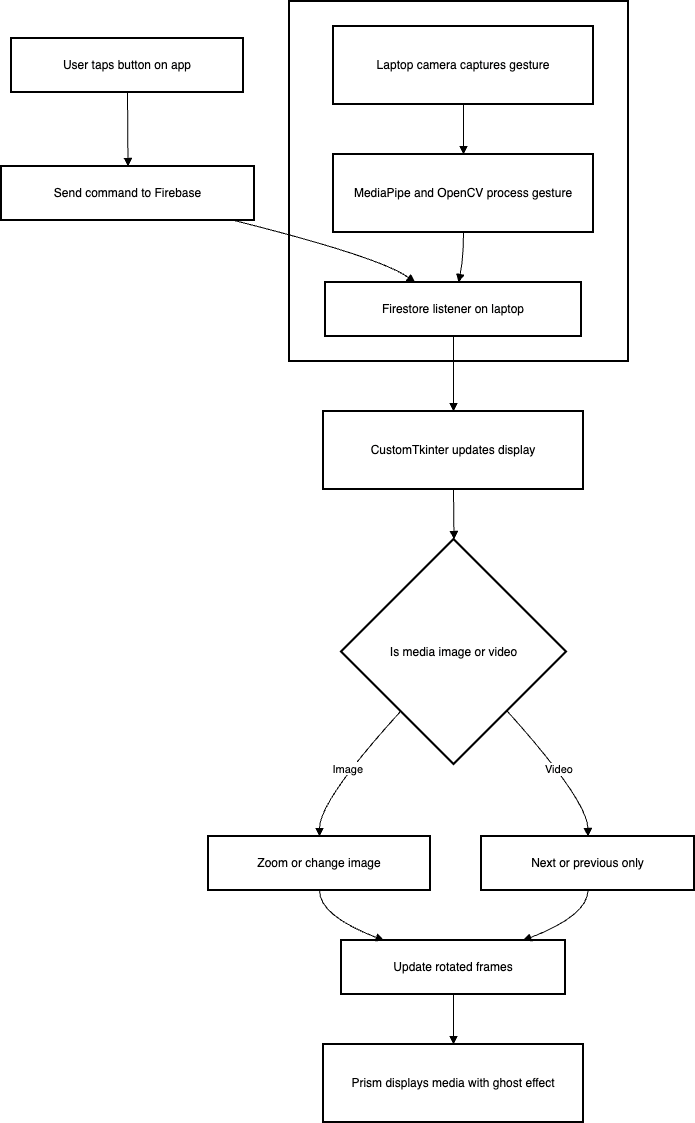 User taps button on app
Laptop camera captures gesture
Send command to Firebase
MediaPipe and OpenCV process gesture
Firestore listener on laptop
CustomTkinter updates display
Is media image or video
Image
Video
Zoom or change image
Next or previous only
Update rotated frames
Prism displays media with ghost effect